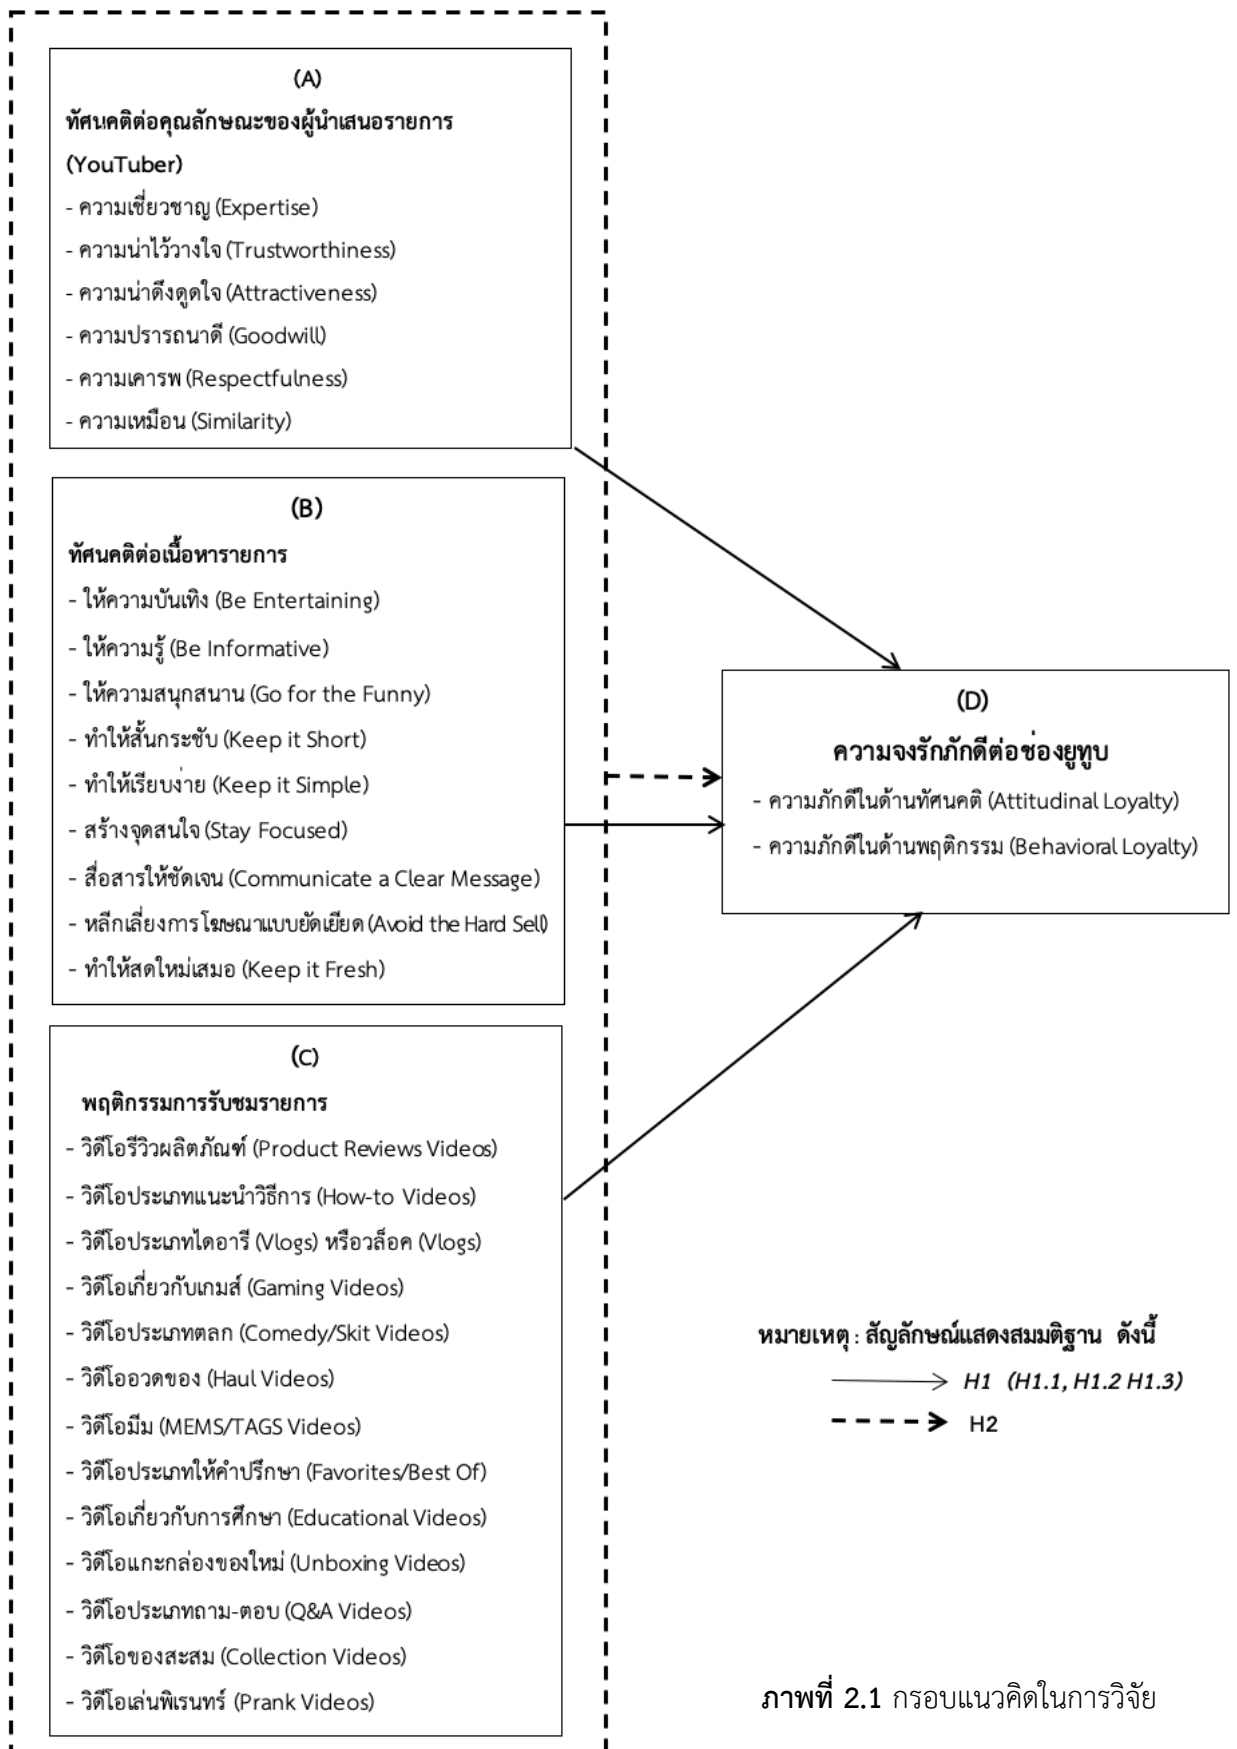 (A)
ทัศนคติต่อคุณลักษณะของผู้นำเสนอรายการ
(YouTuber)
- ความเชี่ยวชาญ (Expertise)
- ความน่าไว้วางใจ (Trustworthiness)
- ความน่าดึงดูดใจ (Attractiveness)
- ความปรารถนาดี (Goodwill)
- ความเคารพ (Respectfulness)
- ความเหมือน (Similarity)
(B)
ทัศนคติต่อเนื้อหารายการ
- ให้ความบันเทิง (Be Entertaining)
- ให้ความรู้ (Be Informative)
- ให้ความสนุกสนาน (Go for the Funny)
- ทำให้สั้นกระชับ (Keep it Short)
- ทำให้เรียบง่าย (Keep it Simple)
- สร้างจุดสนใจ (Stay Focused)
- สื่อสารให้ชัดเจน (Communicate a Clear Message)
- หลีกเลี่ยงการโฆษณาแบบยัดเยียด (Avoid the Hard Sell)
- ทำให้สดใหม่เสมอ (Keep it Fresh)
(C)
พฤติกรรมการรับชมรายการ
- วิดีโอรีวิวผลิตภัณฑ์ (Product Reviews Videos)
- วิดีโอประเภทแนะนำวิธีการ (How-to Videos)
- วิดีโอประเภทไดอารี (Vlogs) หรือวล็อค (Vlogs)
- วิดีโอเกี่ยวกับเกมส์ (Gaming Videos)
- วิดีโอประเภทตลก (Comedy/Skit Videos)
- วิดีโออวดของ (Haul Videos)
- วิดีโอมีม (MEMS/TAGS Videos)
- วิดีโอประเภทให้คำปรึกษา (Favorites/Best Of)
- วิดีโอเกี่ยวกับการศึกษา (Educational Videos)
- วิดีโอแกะกล่องของใหม่ (Unboxing Videos)
- วิดีโอประเภทถาม-ตอบ (Q&A Videos)
- วิดีโอของสะสม (Collection Videos)
- วิดีโอเล่นพิเรนทร์ (Prank Videos)
(D)
ความจงรักภักดีต่อช่องยูทูบ
- ความภักดีในด้านทัศนคติ (Attitudinal Loyalty)
- ความภักดีในด้านพฤติกรรม (Behavioral Loyalty)
หมายเหตุ : สัญลักษณ์แสดงสมมติฐาน ดังนี้
H1 (H1.1, H1.2 H1.3)
H2
ภาพที่ 2.1 กรอบแนวคิดในการวิจัย